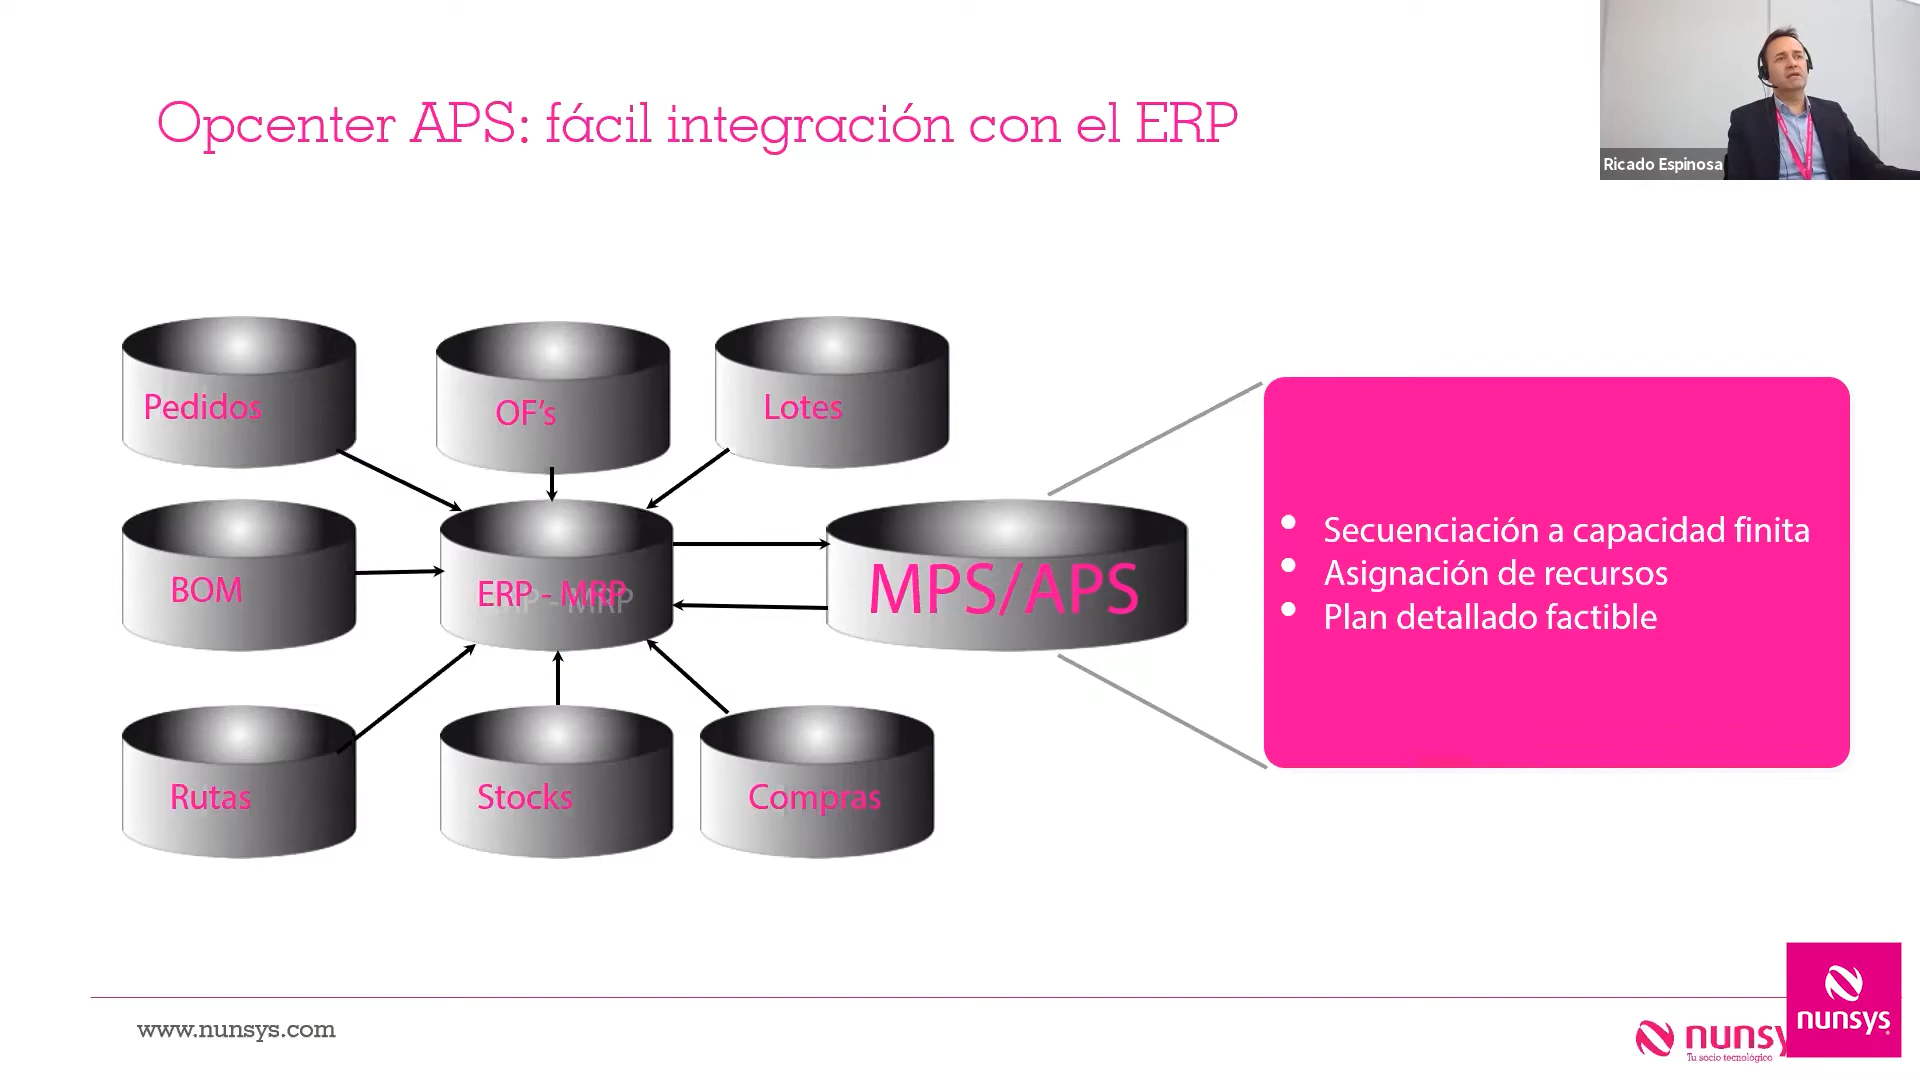 Opcenter APS: fácil integración con el ERP
Ricado Espinosa
Pedidos
OF's
Lotes
BOM
ERP - MRP
MPS/APS
Secuenciación a capacidad finita
Asignación de recursos
Plan detallado factible
Rutas
Stocks
Compras
www.nunsys.com
nunsy
Tu socio tecnológico
nunsys